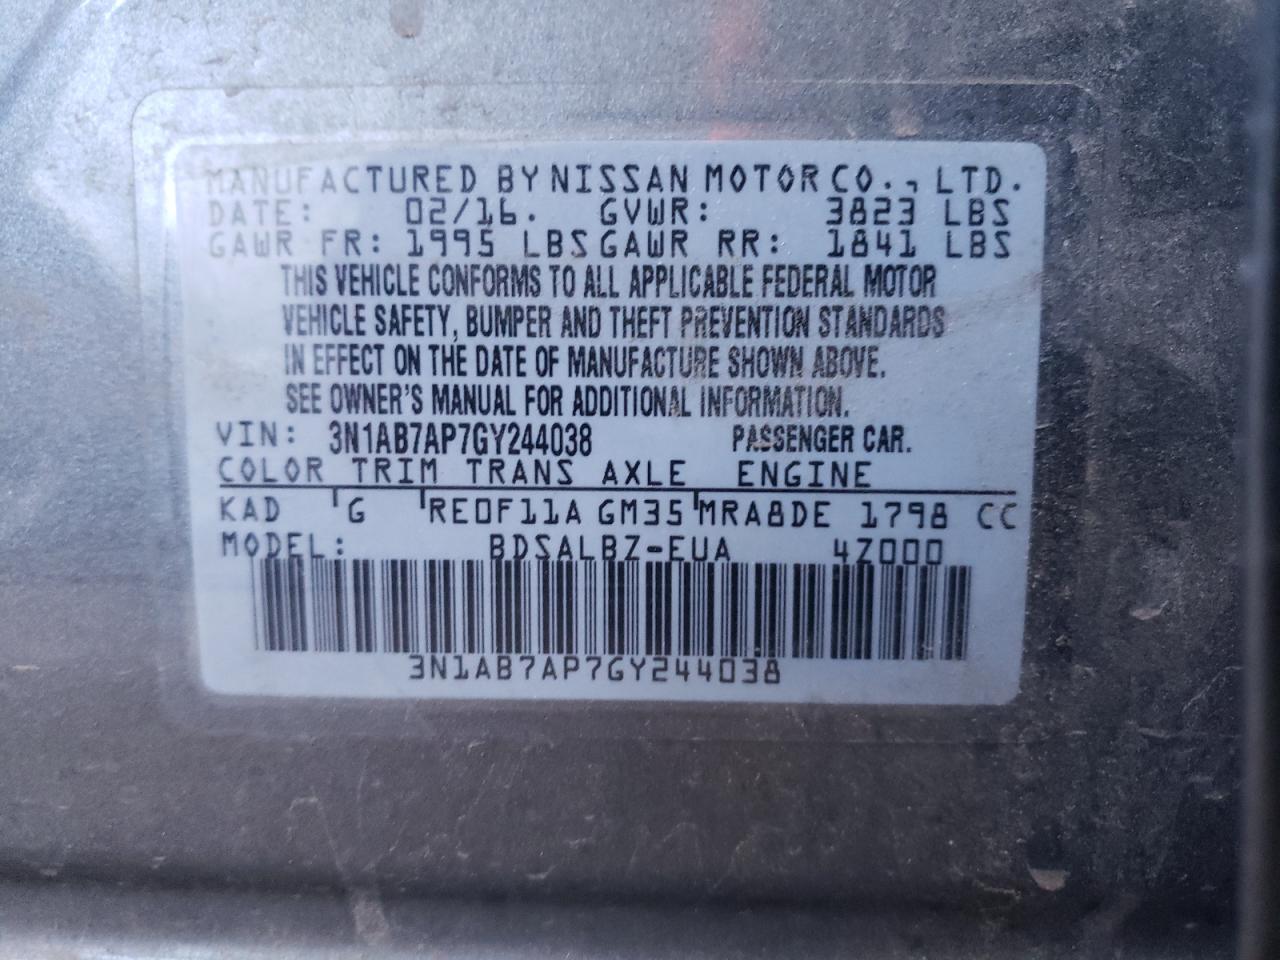 MANUFACTURED BY NISSAN MOTOR CO., LTD.
DATE: 02/16. GVWR: 3823 LBS
GAWR FR: 1995 LBS GAWR RR: 1841 LBS
THIS VEHICLE CONFORMS TO ALL APPLICABLE FEDERAL MOTOR
VEHICLE SAFETY, BUMPER AND THEFT PREVENTION STANDARDS
IN EFFECT ON THE DATE OF MANUFACTURE SHOWN ABOVE.
SEE OWNER'S MANUAL FOR ADDITIONAL INFORMATION.
VIN: 3N1AB7AP7GY244038 PASSENGER CAR.
COLOR TRIM TRANS AXLE ENGINE
KAD G RE0F11A GM35 MRA8DE 1798 CC
MODEL: BDSALBZ-EUA 4Z000
3N1AB7AP7GY244038